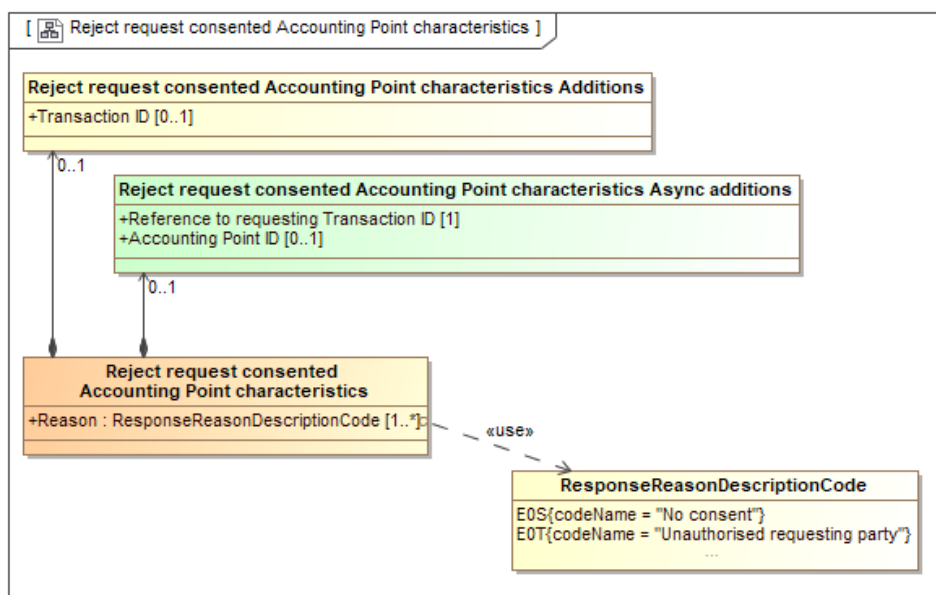 [ Reject request consented Accounting Point characteristics ]
Reject request consented Accounting Point characteristics Additions
+Transaction ID [0..1]
0..1
Reject request consented Accounting Point characteristics Async additions
+Reference to requesting Transaction ID [1]
+Accounting Point ID [0..1]
0..1
Reject request consented
Accounting Point characteristics
+Reason : ResponseReasonDescriptionCode [1..*]
«use»
ResponseReasonDescriptionCode
E0S{codeName = "No consent"}
E0T{codeName = "Unauthorised requesting party"}
...